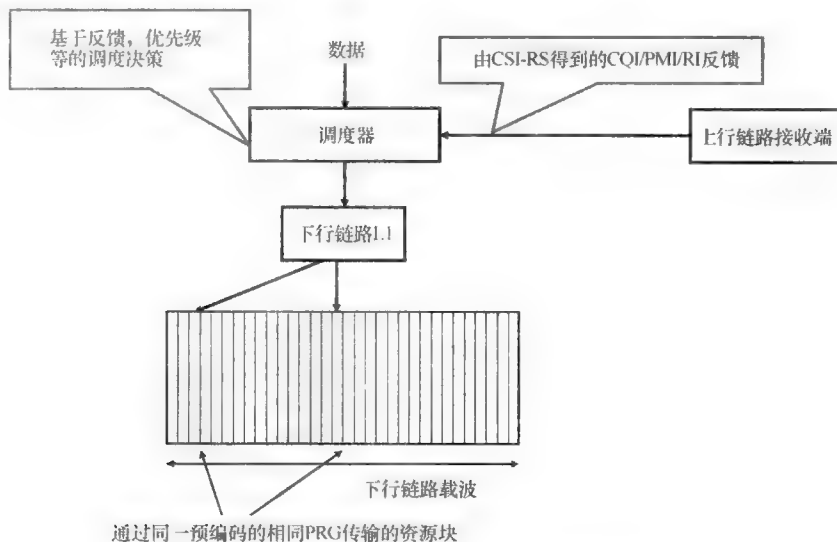 基于反馈，优先级
等的调度决策
数据
由CSI-RS得到的CQI/PMI/RI反馈
调度器
上行链路接收端
下行链路L1
下行链路载波
通过同一预编码的相同PRG传输的资源块